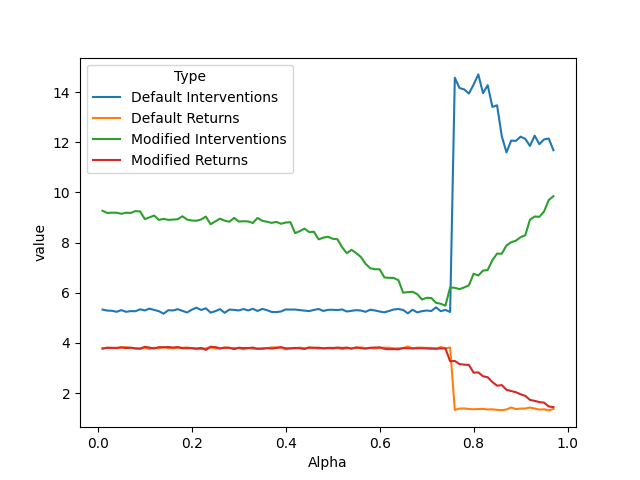 Type
Default Interventions
Default Returns
Modified Interventions
Modified Returns
value
14
12
10
8
6
4
2
0.0 0.2 0.4 0.6 0.8 1.0
Alpha